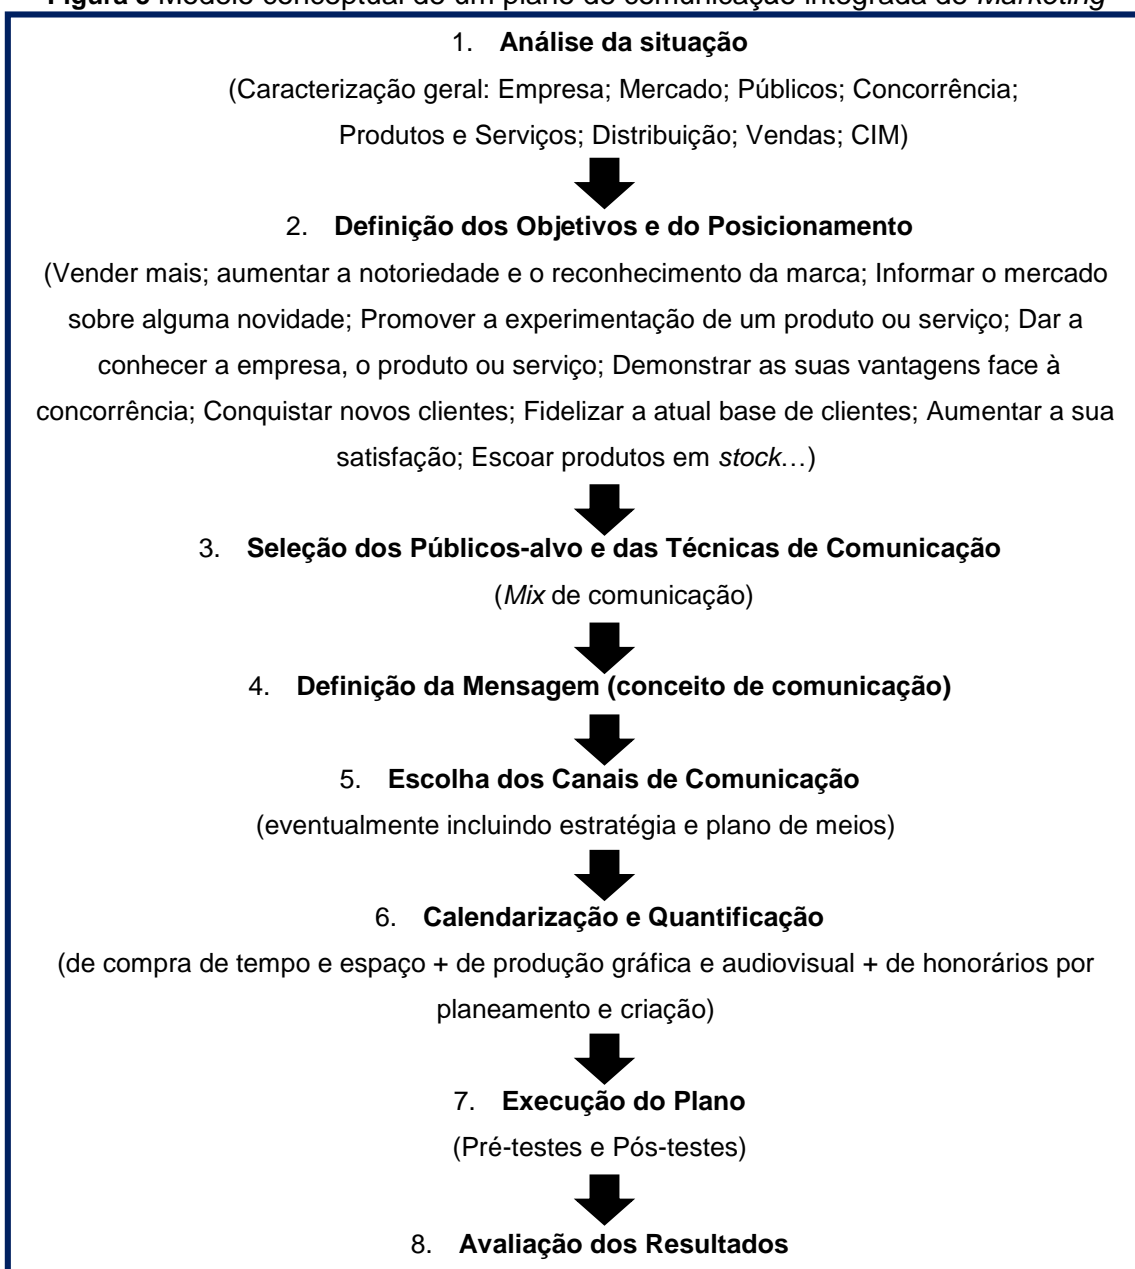 Figura 3 Modelo conceptual de um plano de comunicação integrada de Marketing
1. Análise da situação
(Caracterização geral: Empresa; Mercado; Públicos; Concorrência;
Produtos e Serviços; Distribuição; Vendas; CIM)
2. Definição dos Objetivos e do Posicionamento
(Vender mais; aumentar a notoriedade e o reconhecimento da marca; Informar o mercado
sobre alguma novidade; Promover a experimentação de um produto ou serviço; Dar a
conhecer a empresa, o produto ou serviço; Demonstrar as suas vantagens face à
concorrência; Conquistar novos clientes; Fidelizar a atual base de clientes; Aumentar a sua
satisfação; Escoar produtos em stock…)
3. Seleção dos Públicos-alvo e das Técnicas de Comunicação
(Mix de comunicação)
4. Definição da Mensagem (conceito de comunicação)
5. Escolha dos Canais de Comunicação
(eventualmente incluindo estratégia e plano de meios)
6. Calendarização e Quantificação
(de compra de tempo e espaço + de produção gráfica e audiovisual + de honorários por
planeamento e criação)
7. Execução do Plano
(Pré-testes e Pós-testes)
8. Avaliação dos Resultados